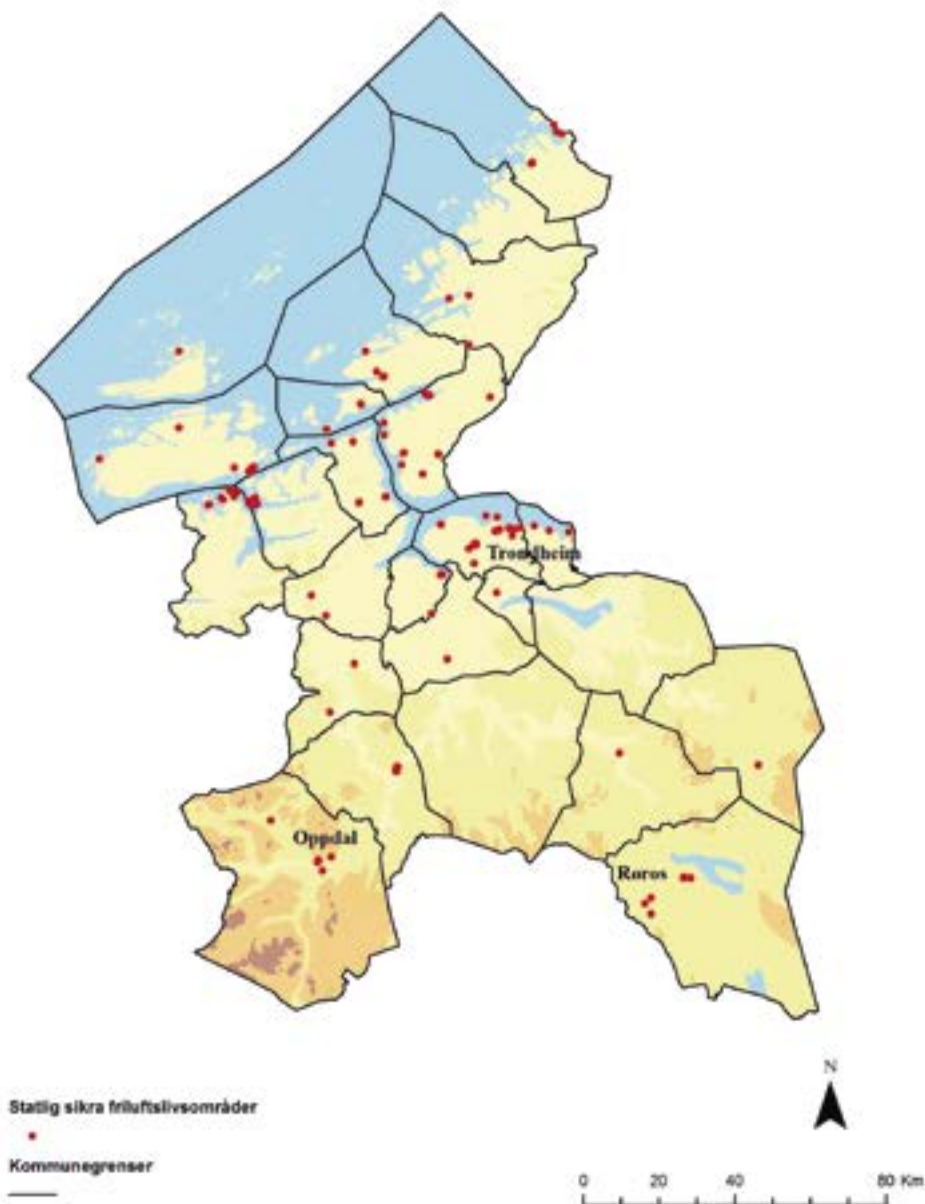 Trondheim
Oppdal
Røros
N
Statlig sikra friluftslivsområder
Kommunegrenser
0 20 40 80 Km